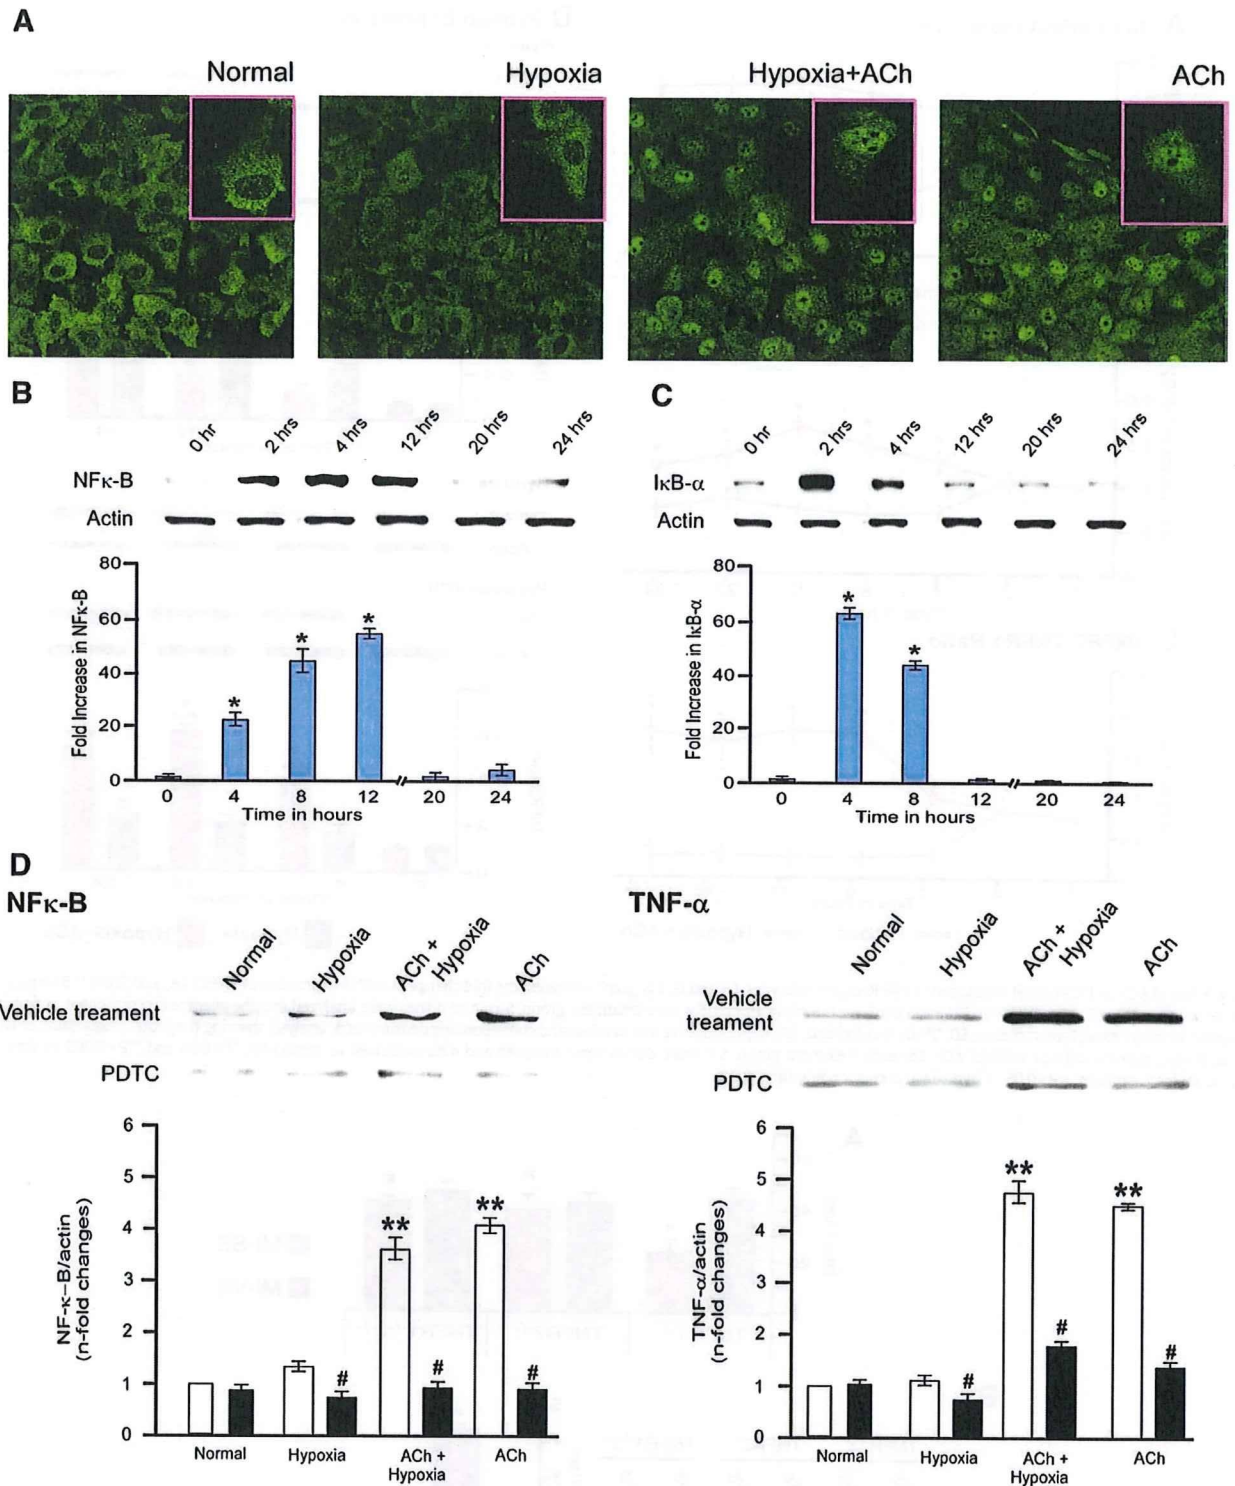 A
Normal
Hypoxia
Hypoxia+ACh
ACh
B
0 hr
2 hrs
4 hrs
12 hrs
20 hrs
24 hrs
NFκ-B
Actin
Fold Increase in NFκ-B
80
60
40
20
0
*
*
*
0
4
8
12
20
24
Time in hours
C
0 hr
2 hrs
4 hrs
12 hrs
20 hrs
24 hrs
IκB-α
Actin
Fold Increase in IκB-α
80
60
40
20
0
*
*
0
4
8
12
20
24
Time in hours
D
NFκ-B
Normal
Hypoxia
ACh +
Hypoxia
ACh
Vehicle treament
PDTC
NF-κ–B/actin
(n-fold changes)
6
5
4
3
2
1
0
#
**
#
**
#
Normal
Hypoxia
ACh +
Hypoxia
ACh
TNF-α
Normal
Hypoxia
ACh +
Hypoxia
ACh
Vehicle
treament
PDTC
TNF-α/actin
(n-fold changes)
6
5
4
3
2
1
0
#
**
#
**
#
Normal
Hypoxia
ACh +
Hypoxia
ACh